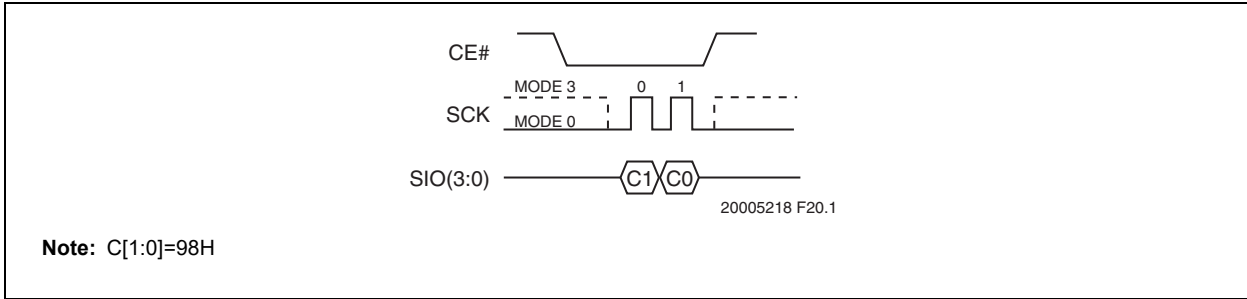 CE#
MODE 3 0 1
SCK
MODE 0
SIO(3:0) C1 C0
20005218 F20.1
Note: C[1:0]=98H